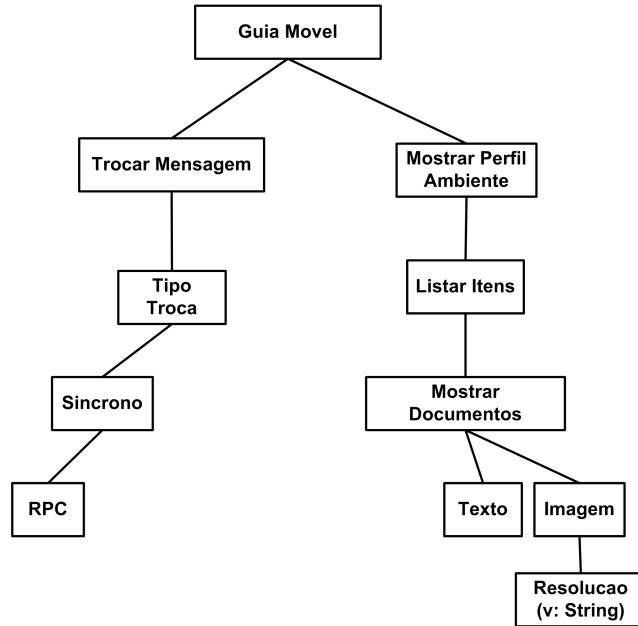 Guia Movel
Trocar Mensagem
Mostrar Perfil
Ambiente
Tipo
Troca
Listar Itens
Sincrono
Mostrar
Documentos
RPC
Texto
Imagem
Resolucao
(v: String)